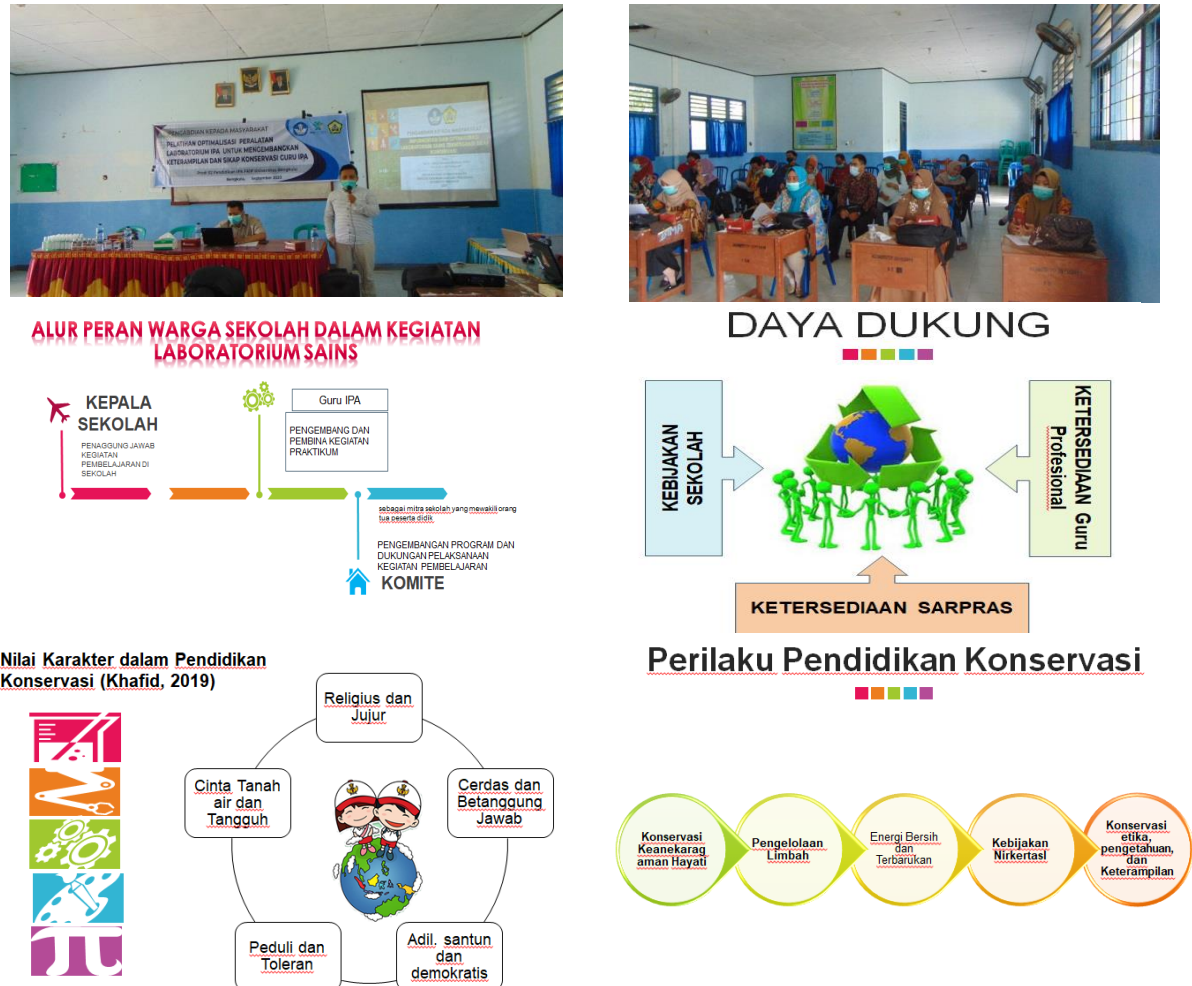 PENGABDIAN KEPADA MASYARAKAT
PELATIHAN OPTIMALISASI PERALATAN
LABORATORIUM IPA UNTUK MENGEMBANGKAN
KETERAMPILAN DAN SIKAP KONSERVASI GURU IPA
ALUR PERAN WARGA SEKOLAH DALAM KEGIATAN
LABORATORIUM SAINS
KEPALA
SEKOLAH
PENAGGUNG JAWAB
KEGIATAN
PEMBELAJARAN DI
SEKOLAH
Guru IPA
PENGEMBANG DAN
PEMBINA KEGIATAN
PRAKTIKUM
sebagai mitra sekolah yang mewakili orang
tua peserta didik
PENGEMBANGAN PROGRAM DAN
DUKUNGAN PELAKSANAAN
KEGIATAN PEMBELAJARAN
KOMITE
DAYA DUKUNG
KEBIJAKAN
SEKOLAH
KETERSEDIAAN Guru
Profesional
KETERSEDIAAN SARPRAS
Nilai Karakter dalam Pendidikan
Konservasi (Khafid, 2019)
Religius dan
Jujur
Cinta Tanah
air dan
Tangguh
Cerdas dan
Betanggung
Jawab
Peduli dan
Toleran
Adil. santun
dan
demokratis
Perilaku Pendidikan Konservasi
Konservasi
Keanekarag
aman Hayati
Pengelolaan
Limbah
Energi Bersih
dan
Terbarukan
Kebijakan
Nirkertasl
Konservasi
etika,
pengetahuan,
dan
Keterampilan